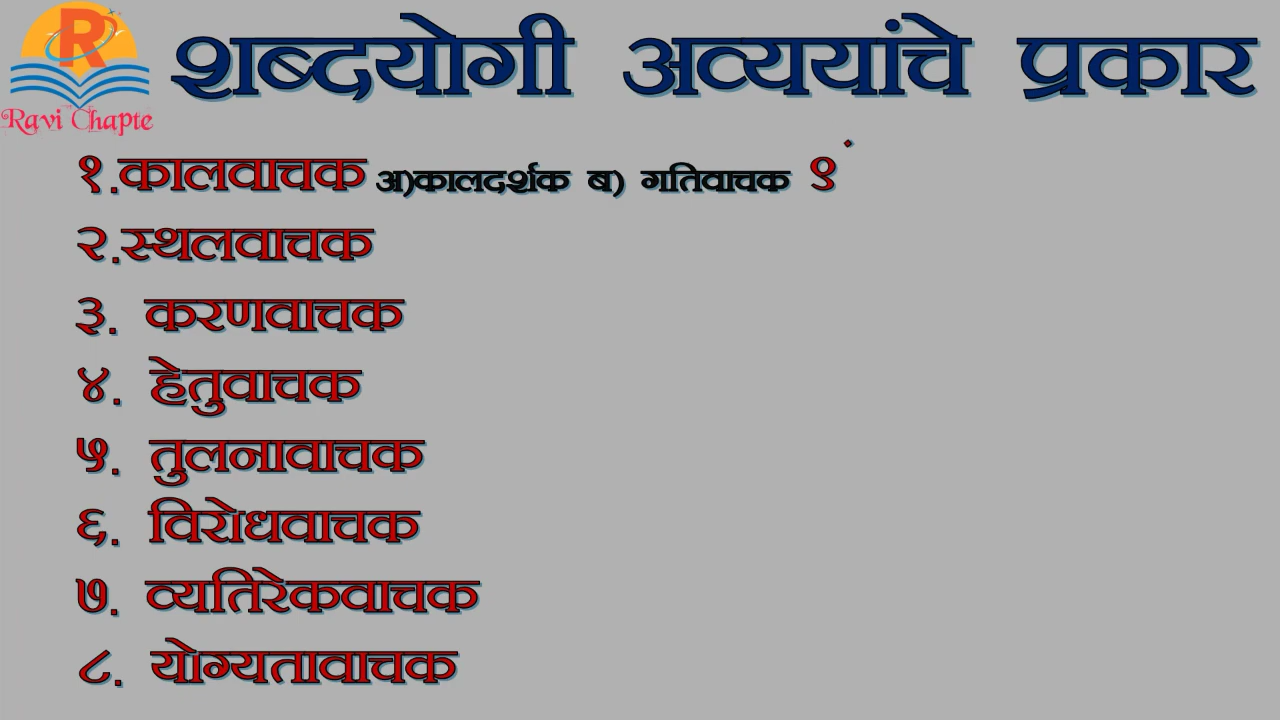 R
Ravi Chapte
शब्दयोगी अव्ययांचे प्रकार
१.कालवाचक अ)कालदर्शक ब) गतिवाचक ९ं
२.स्थलवाचक
३. करणवाचक
४. हेतुवाचक
५. तुलनावाचक
६. विरोधवाचक
७. व्यतिरेकवाचक
८. योग्यतावाचक